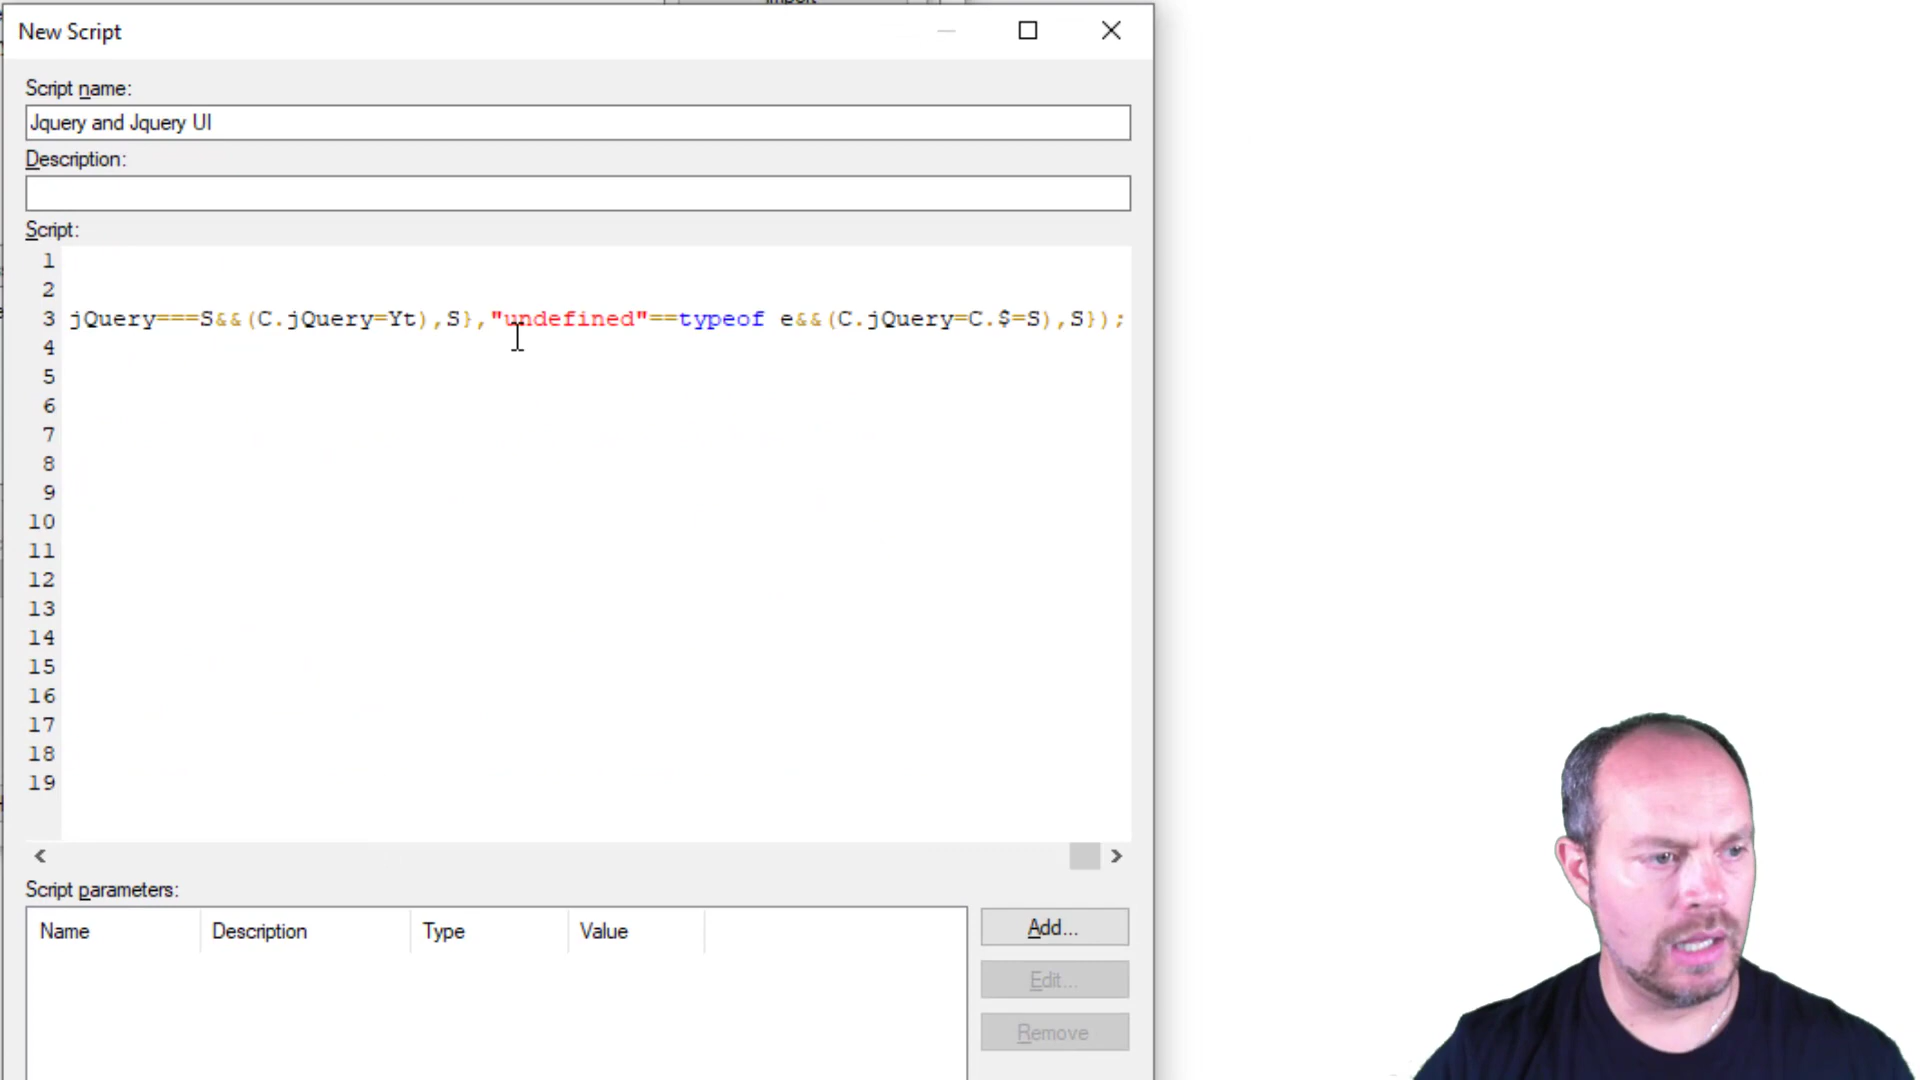 New Script
Script name:
Jquery and Jquery UI
Description:
Script:
1
2
3 jQuery===S&&(C.jQuery=Yt),S},"undefined"==typeof e&&(C.jQuery=C.$=S),S});
4
5
6
7
8
9
10
11
12
13
14
15
16
17
18
19
Script parameters:
Name Description Type Value
Add...
Edit...
Remove